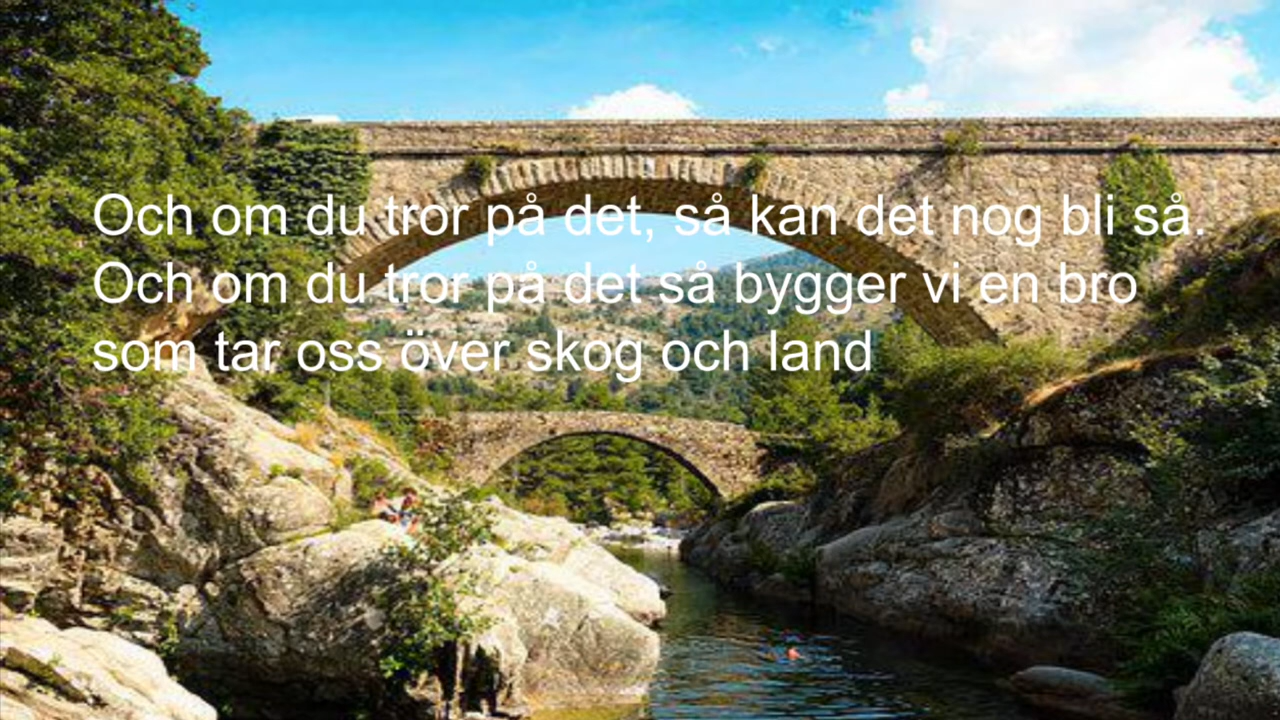 Och om du tror på det, så kan det nog bli så.
Och om du tror på det så bygger vi en bro
som tar oss över skog och land